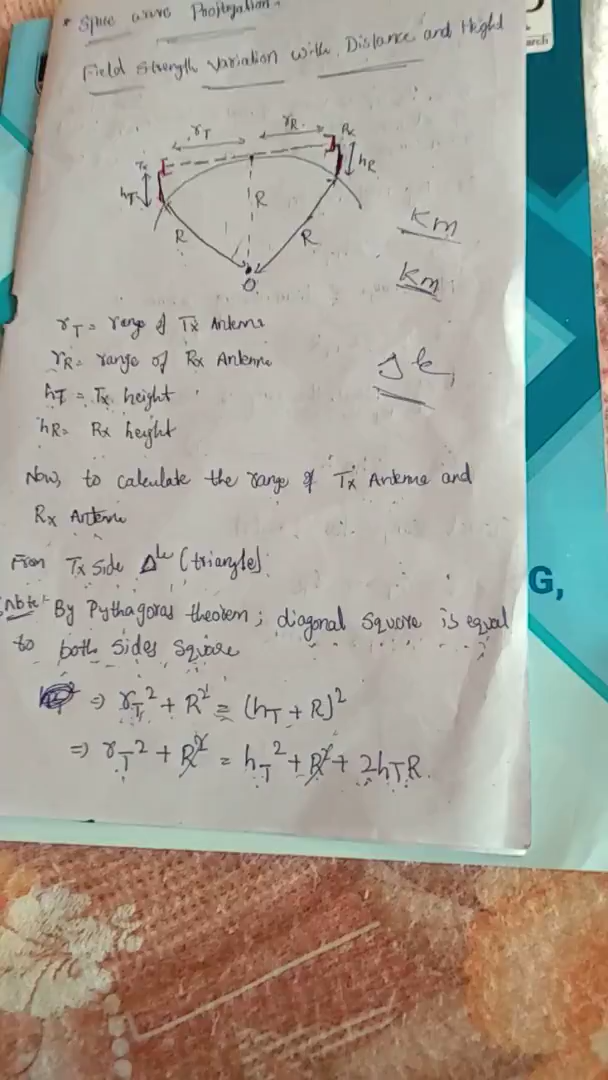 * Space wave Propagation.
Field Strength Variation with Distance and Height
rT
rR
Rx
Tx
hR
hT
R
R
R
O
Km
Km
rT = range of Tx Antenna
rR = range of Rx Antenna
hT = Tx height
hR = Rx height
Now, to calculate the range of Tx Antenna and
Rx Antenna
From Tx side Δle (triangle)
Note:- By Pythagoras theorem; diagonal square is equal
to both sides square
⇒ rT² + R² = (hT + R)²
⇒ rT² + R² = hT² + R² + 2hTR
arch
G,